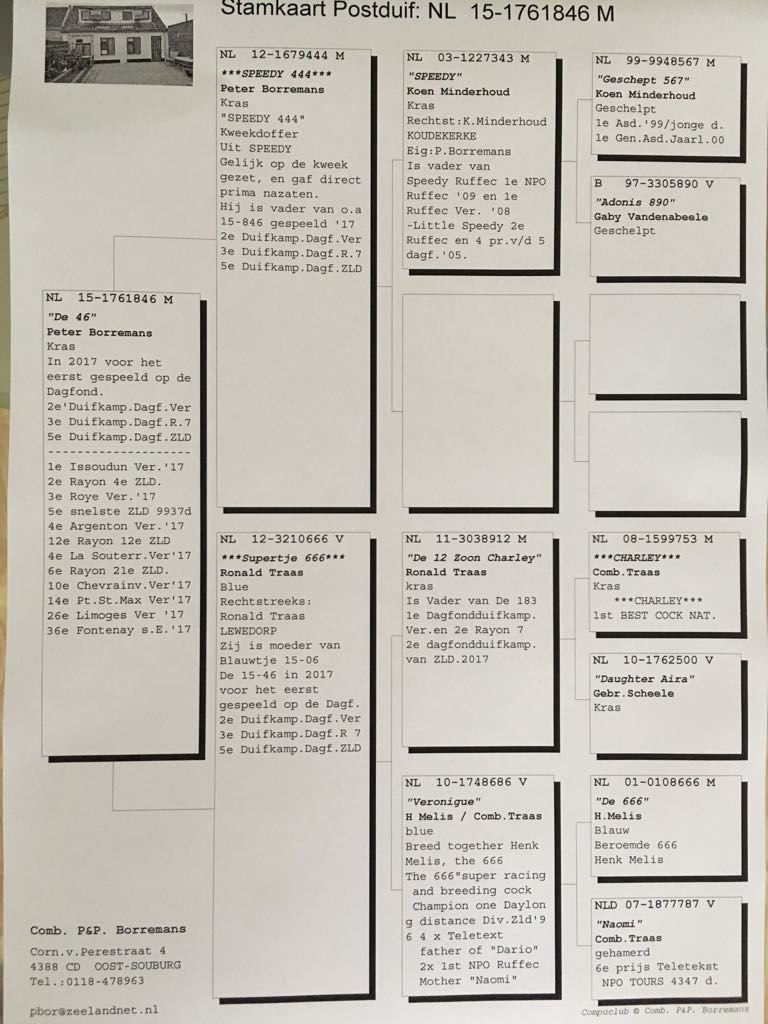 Stamkaart Postduif: NL 15-1761846 M
NL 15-1761846 M
"De 46"
Peter Borremans
Kras
In 2017 voor het
eerst gespeeld op de
Dagfond.
2e'Duifkamp.Dagf.Ver
3e Duifkamp.Dagf.R.7
5e Duifkamp.Dagf.ZLD
--------------------
1e Issoudun Ver.'17
2e Rayon 4e ZLD.
3e Roye Ver.'17
5e snelste ZLD 9937d
4e Argenton Ver.'17
12e Rayon 12e ZLD
4e La Souterr.Ver'17
6e Rayon 21e ZLD.
10e Chevrainv.Ver'17
14e Pt.St.Max Ver'17
26e Limoges Ver '17
36e Fontenay s.E.'17
NL 12-1679444 M
***SPEEDY 444***
Peter Borremans
Kras
"SPEEDY 444"
Kweekdoffer
Uit SPEEDY
Gelijk op de kweek
gezet, en gaf direct
prima nazaten.
Hij is vader van o.a
15-846 gespeeld '17
2e Duifkamp.Dagf.Ver
3e Duifkamp.Dagf.R.7
5e Duifkamp.Dagf.ZLD
NL 12-3210666 V
***Supertje 666***
Ronald Traas
Blue
Rechtstreeks:
Ronald Traas
LEWEDORP
Zij is moeder van
Blauwtje 15-06
De 15-46 in 2017
voor het eerst
gespeeld op de Dagf.
2e Duifkamp.Dagf.Ver
3e Duifkamp.Dagf.R 7
5e Duifkamp.Dagf.ZLD
NL 03-1227343 M
"SPEEDY"
Koen Minderhoud
Kras
Rechtst:K.Minderhoud
KOUDEKERKE
Eig:P.Borremans
Is vader van
Speedy Ruffec 1e NPO
Ruffec '09 en 1e
Ruffec Ver. '08
-Little Speedy 2e
Ruffec en 4 pr.v/d 5
dagf.'05.
NL 11-3038912 M
"De 12 Zoon Charley"
Ronald Traas
kras
Is Vader van De 183
1e Dagfondduifkamp.
Ver.en 2e Rayon 7
2e dagfondduifkamp.
van ZLD.2017
NL 10-1748686 V
"Veronigue"
H Melis / Comb.Traas
blue
Breed together Henk
Melis, the 666
The 666"super racing
and breeding cock
Champion one Daylon
g distance Div.Zld'9
6 4 x Teletext
father of "Dario"
2x 1st NPO Ruffec
Mother "Naomi"
NL 99-9948567 M
"Geschept 567"
Koen Minderhoud
Geschelpt
1e Asd.'99/jonge d.
1e Gen.Asd.Jaarl.00
B 97-3305890 V
"Adonis 890"
Gaby Vandenabeele
Geschelpt
NL 08-1599753 M
***CHARLEY***
Comb.Traas
Kras
***CHARLEY***
1st BEST COCK NAT.
NL 10-1762500 V
"Daughter Aira"
Gebr.Scheele
Kras
NL 01-0108666 M
"De 666"
H.Melis
Blauw
Beroemde 666
Henk Melis
NLD 07-1877787 V
"Naomi"
Comb.Traas
gehamerd
6e prijs Teletekst
NPO TOURS 4347 d.
Comb. P&P. Borremans
Corn.v.Perestraat 4
4388 CD OOST-SOUBURG
Tel.:0118-478963
pbor@zeelandnet.nl
Compuclub © Comb. P&P. Borremans